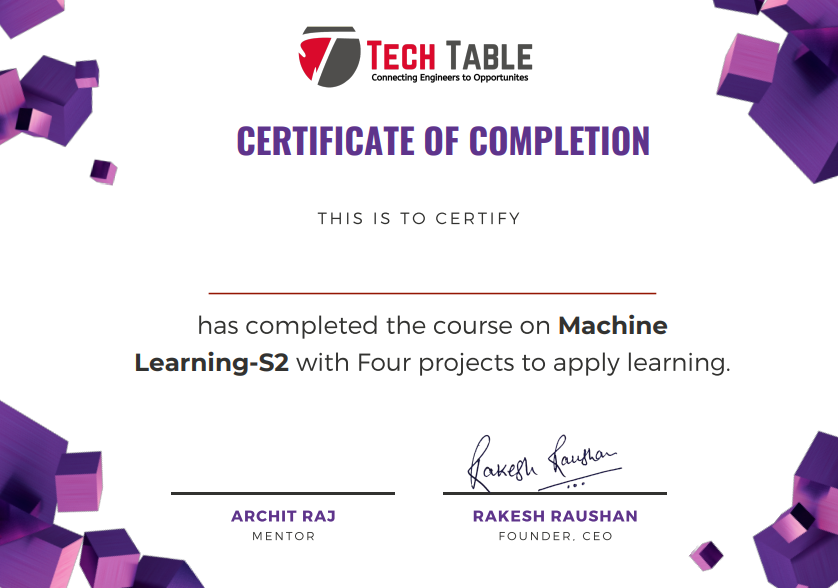 TECH TABLE
Connecting Engineers to Opportunites
CERTIFICATE OF COMPLETION
THIS IS TO CERTIFY
has completed the course on Machine
Learning-S2 with Four projects to apply learning.
Rakesh Raushan
ARCHIT RAJ
MENTOR
RAKESH RAUSHAN
FOUNDER, CEO